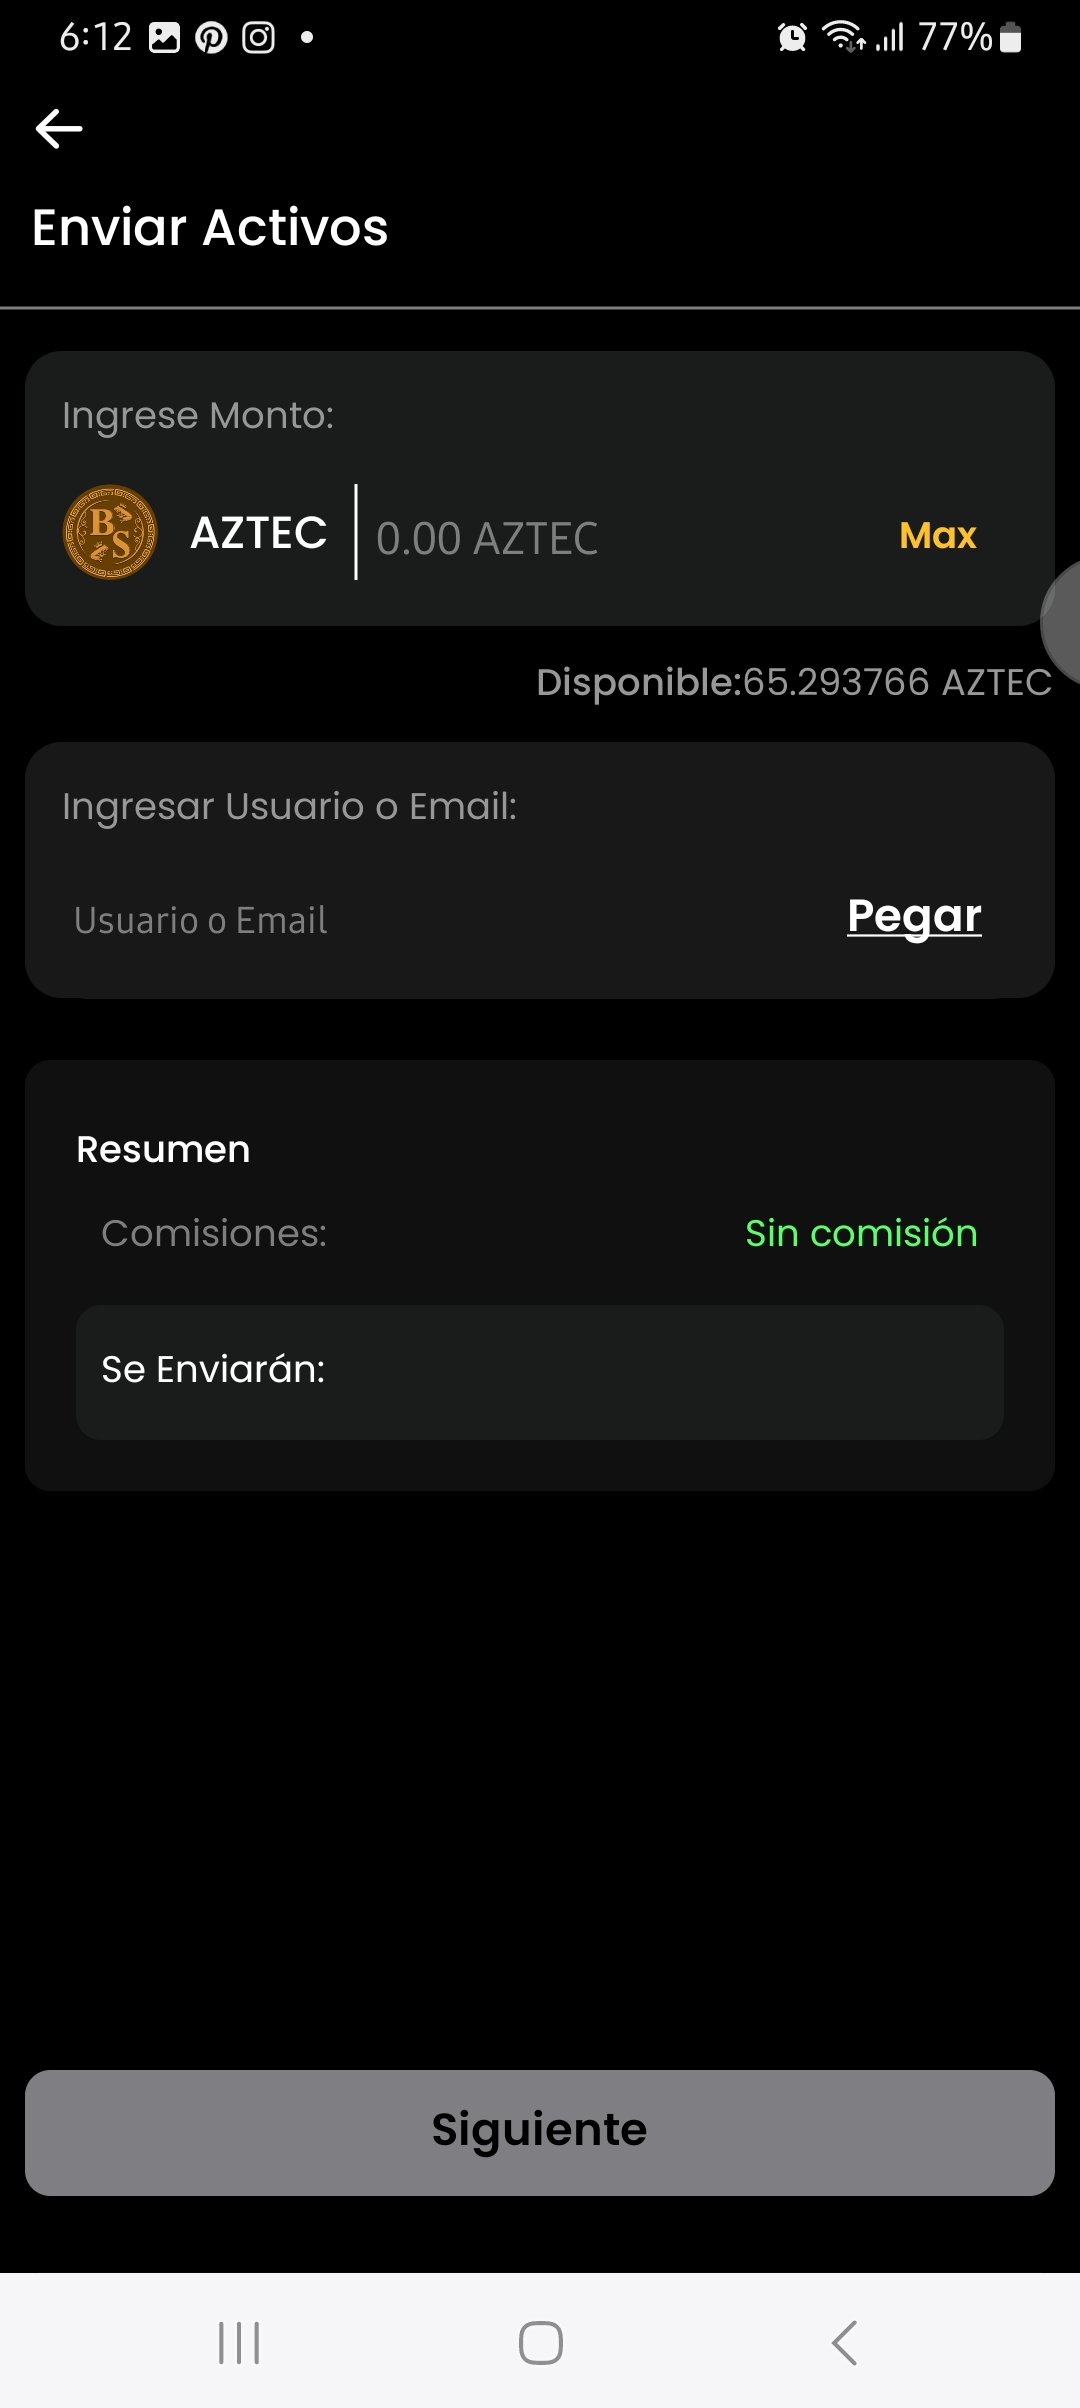 6:12 77%
Enviar Activos
Ingrese Monto:
BS AZTEC 0.00 AZTEC Max
Disponible:65.293766 AZTEC
Ingresar Usuario o Email:
Usuario o Email Pegar
Resumen
Comisiones: Sin comisión
Se Enviarán:
Siguiente